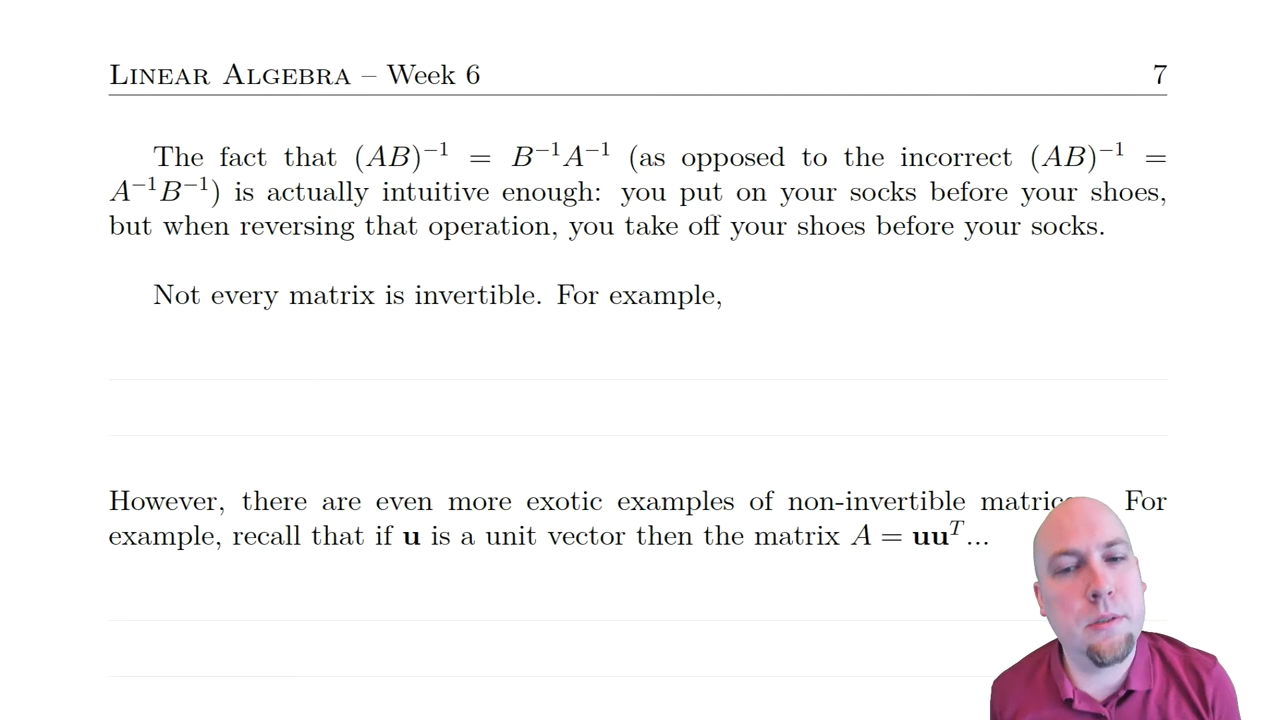 LINEAR ALGEBRA – Week 6 7
The fact that (AB)⁻¹ = B⁻¹A⁻¹ (as opposed to the incorrect (AB)⁻¹ =
A⁻¹B⁻¹) is actually intuitive enough: you put on your socks before your shoes,
but when reversing that operation, you take off your shoes before your socks.
Not every matrix is invertible. For example,
However, there are even more exotic examples of non-invertible For
example, recall that if u is a unit vector then the matrix A = uuᵀ...